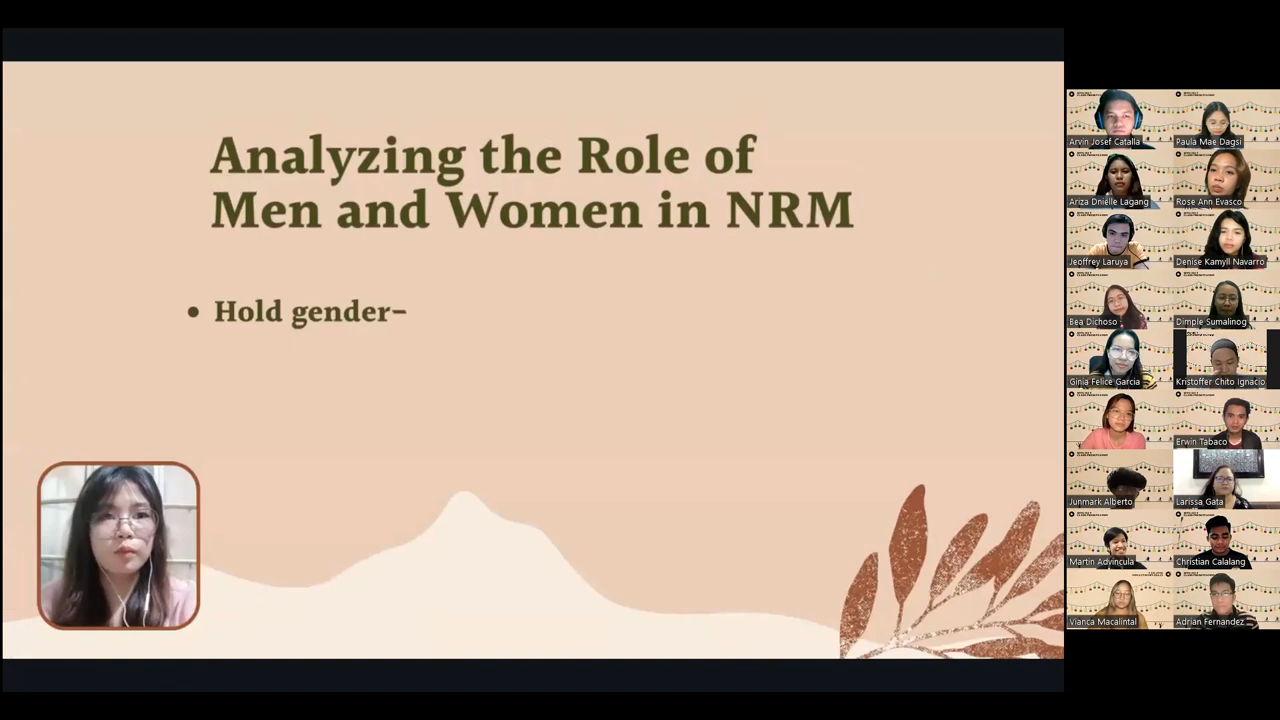 Analyzing the Role of
Men and Women in NRM
• Hold gender-
Arvin Josef Catalla
Paula Mae Dagsi
Ariza Dnielle Lagang
Rose Ann Evasco
Jeoffrey Laruya
Denise Kamyll Navarro
Bea Dichoso
Dimple Sumalinog
Ginia Felice Garcia
Kristoffer Chito Ignacio
Erwin Tabaco
Junmark Alberto
Larissa Gata
Martin Advincula
Christian Calalang
Vianca Macalintal
Adrian Fernandez